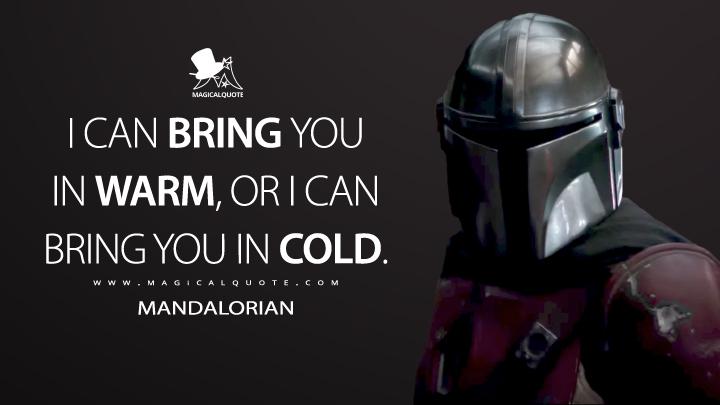 MAGICALQUOTE
I CAN BRING YOU
IN WARM, OR I CAN
BRING YOU IN COLD.
WWW.MAGICALQUOTE.COM
MANDALORIAN